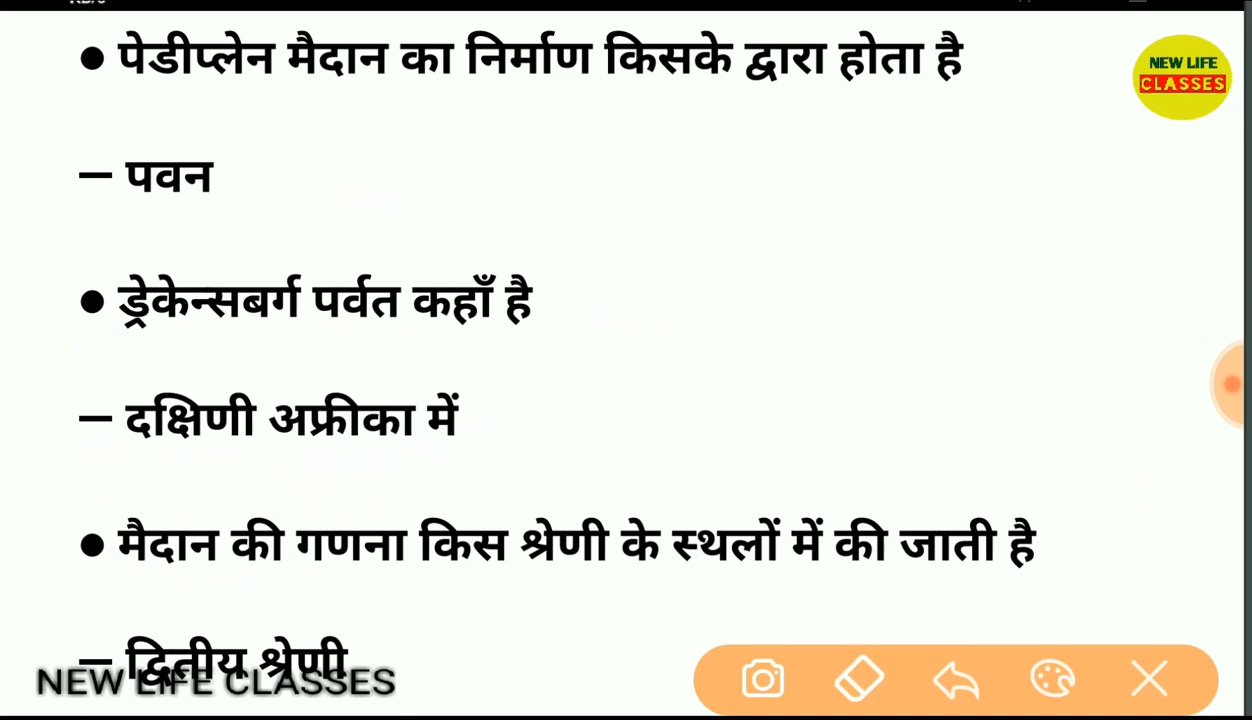 ● पेडीप्लेन मैदान का निर्माण किसके द्वारा होता है
NEW LIFE
CLASSES
– पवन
● ड्रेकेन्सबर्ग पर्वत कहाँ है
– दक्षिणी अफ्रीका में
● मैदान की गणना किस श्रेणी के स्थलों में की जाती है
– द्वितीय श्रेणी
NEW LIFE CLASSES